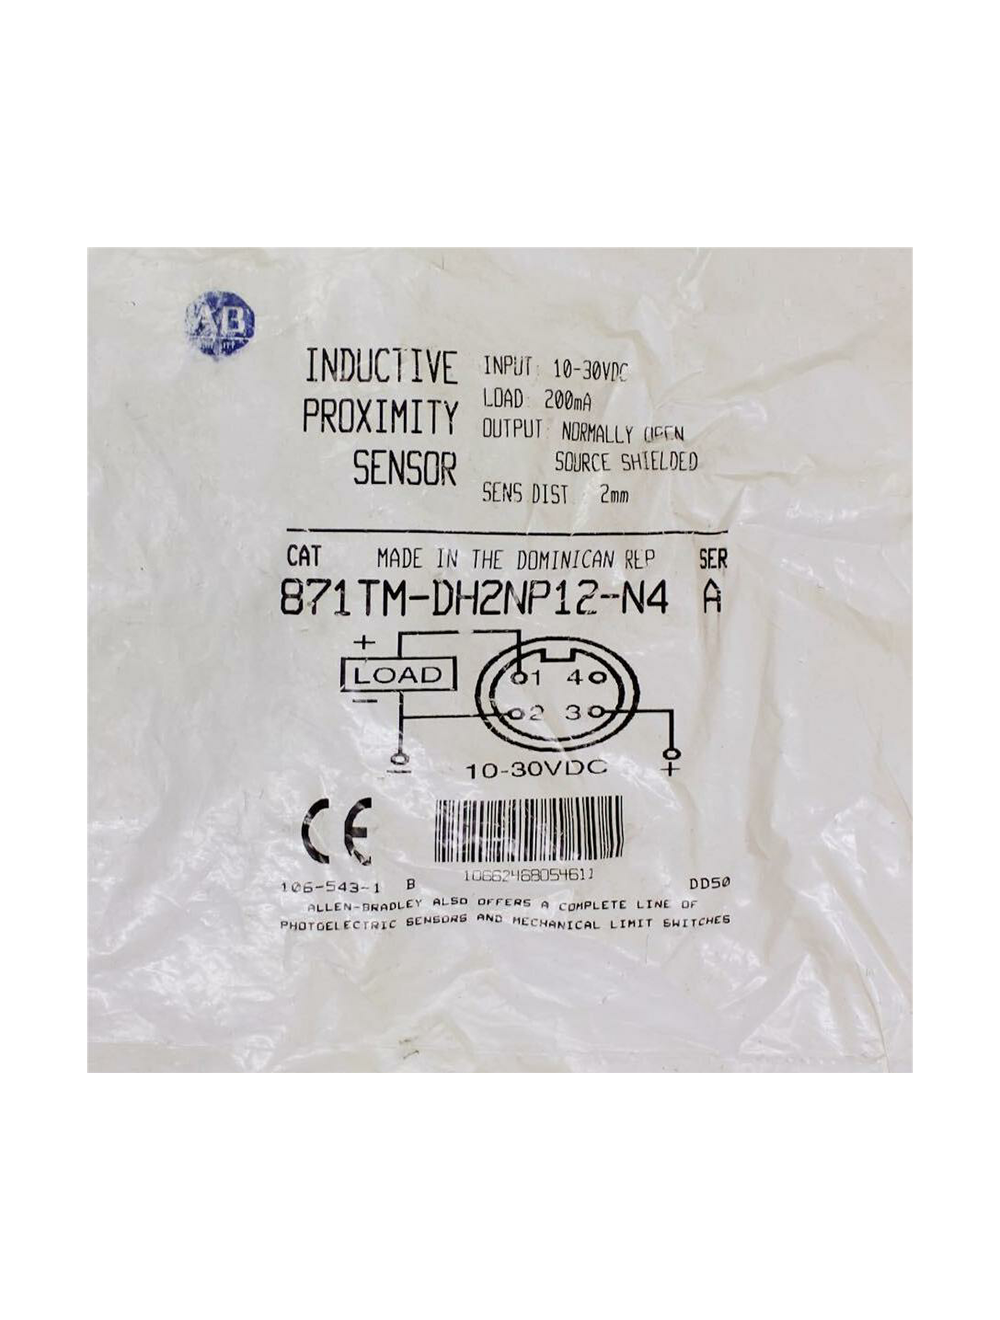 AB
INDUCTIVE
PROXIMITY
SENSOR
INPUT: 10-30VDC
LOAD: 200mA
OUTPUT: NORMALLY OPEN
SOURCE SHIELDED
SENS DIST 2mm
CAT MADE IN THE DOMINICAN REP SER
871TM-DH2NP12-N4 A
+
LOAD
1 4
−
2 3
− 10-30VDC +
CE
10662468054611
106-543-1 B DD50
ALLEN-BRADLEY ALSO OFFERS A COMPLETE LINE OF
PHOTOELECTRIC SENSORS AND MECHANICAL LIMIT SWITCHES